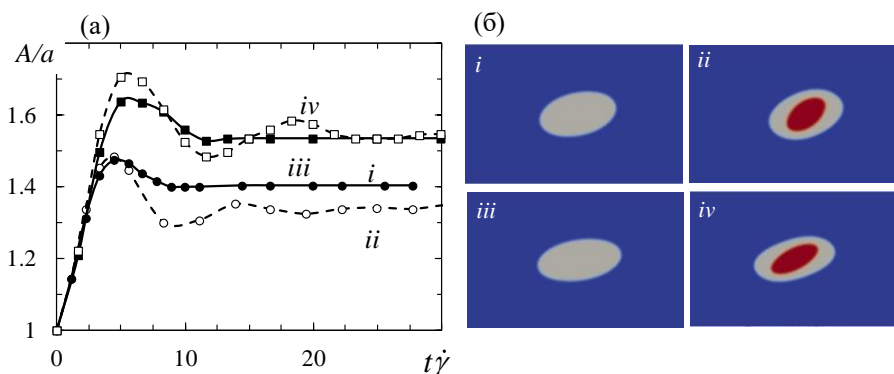 (а) (б)
A/a
1.6
1.4
1.2
1
0 10 20
tγ̇
iv
iii i
ii
i ii
iii iv